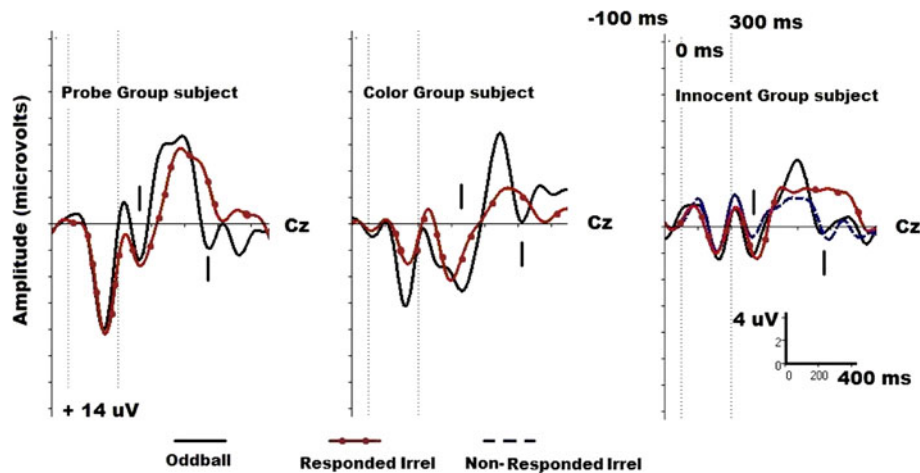 -100 ms
300 ms
0 ms
Probe Group subject
Color Group subject
Innocent Group subject
Amplitude (microvolts)
Cz
Cz
Cz
+ 14 uV
4 uV
2
0
0
200
400 ms
Oddball
Responded Irrel
Non-Responded Irrel